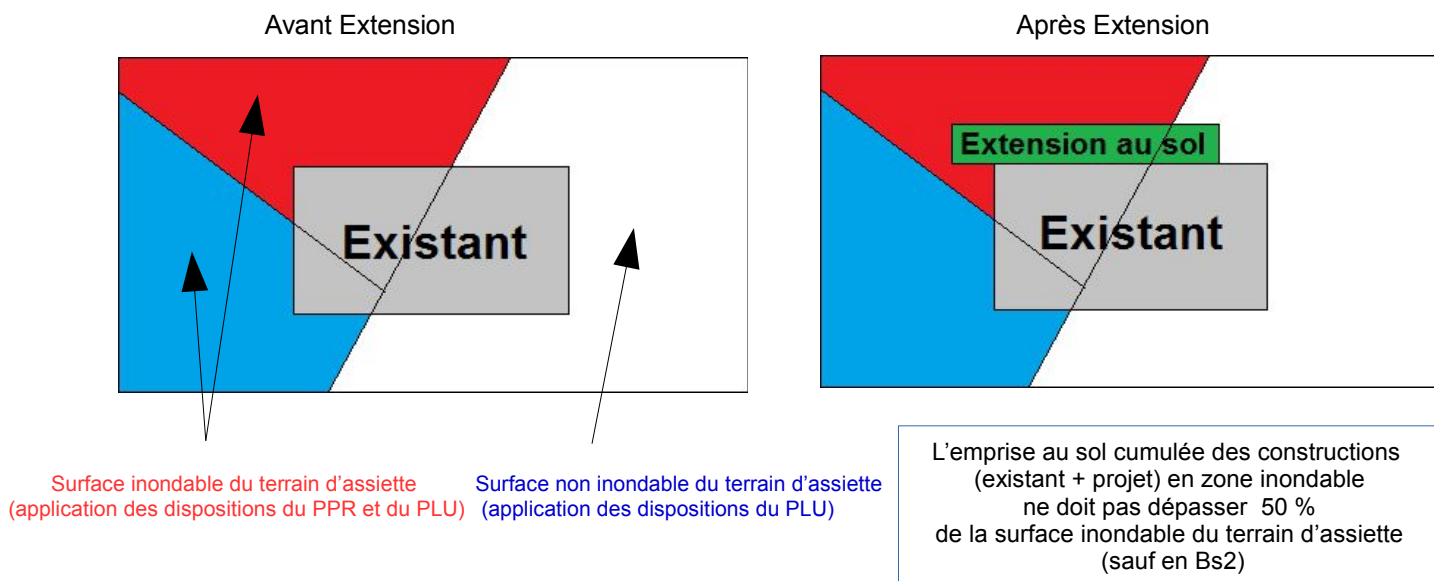 Avant Extension
Après Extension
Existant
Extension au sol
Existant
Surface inondable du terrain d'assiette
(application des dispositions du PPR et du PLU)
Surface non inondable du terrain d'assiette
(application des dispositions du PLU)
L'emprise au sol cumulée des constructions
(existant + projet) en zone inondable
ne doit pas dépasser 50 %
de la surface inondable du terrain d'assiette
(sauf en Bs2)